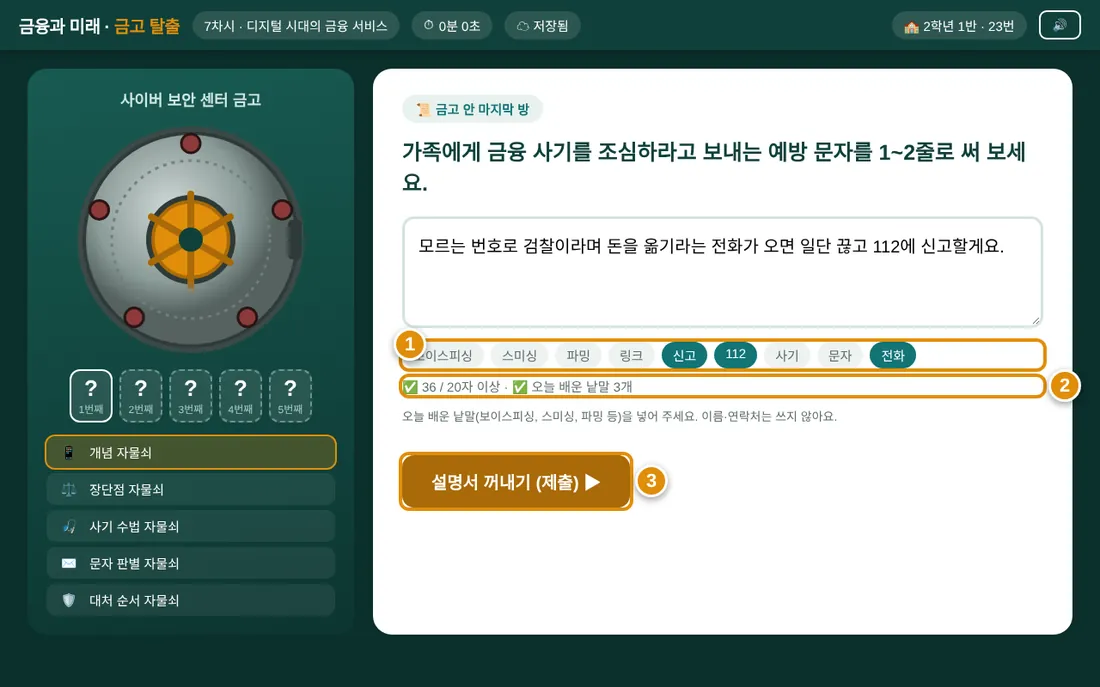 금융과 미래 · 금고 탈출
7차시 · 디지털 시대의 금융 서비스
0분 0초
저장됨
2학년 1반 · 23번
사이버 보안 센터 금고
? ? ? ? ?
1번째 2번째 3번째 4번째 5번째
개념 자물쇠
장단점 자물쇠
사기 수법 자물쇠
문자 판별 자물쇠
대처 순서 자물쇠
금고 안 마지막 방
가족에게 금융 사기를 조심하라고 보내는 예방 문자를 1~2줄로 써 보세
요.
모르는 번호로 검찰이라며 돈을 옮기라는 전화가 오면 일단 끊고 112에 신고할게요.
1
이스피싱 스미싱 파밍 링크 신고 112 사기 문자 전화
✅ 36 / 20자 이상 · ✅ 오늘 배운 낱말 3개
2
오늘 배운 낱말(보이스피싱, 스미싱, 파밍 등)을 넣어 주세요. 이름·연락처는 쓰지 않아요.
설명서 꺼내기 (제출) ▶
3